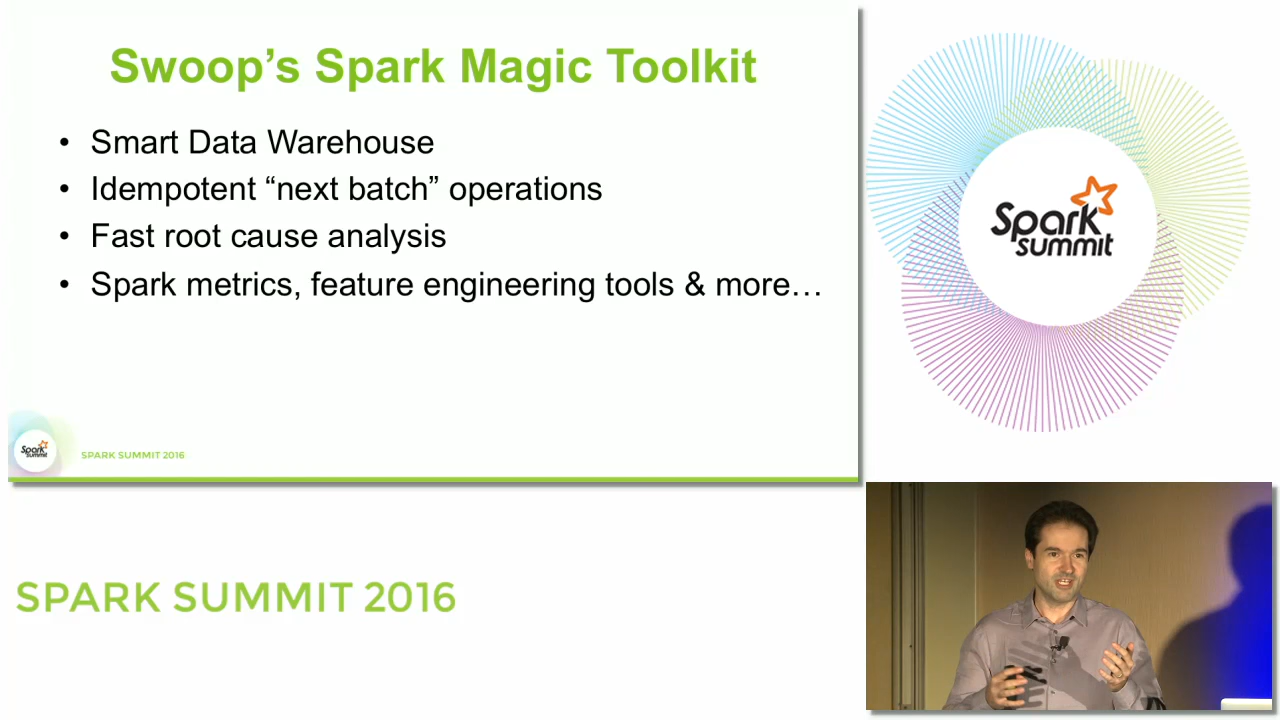 Swoop’s Spark Magic Toolkit
• Smart Data Warehouse
• Idempotent “next batch” operations
• Fast root cause analysis
• Spark metrics, feature engineering tools & more…
Spark
summit
SPARK SUMMIT 2016
Spark
summit
SPARK SUMMIT 2016